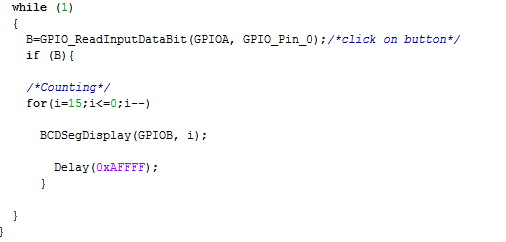 while (1)
{
B=GPIO_ReadInputDataBit(GPIOA, GPIO_Pin_0);/*click on button*/
if (B){
/*Counting*/
for(i=15;i<=0;i--)
BCDSegDisplay(GPIOB, i);
Delay(0xAFFFF);
}
}
}